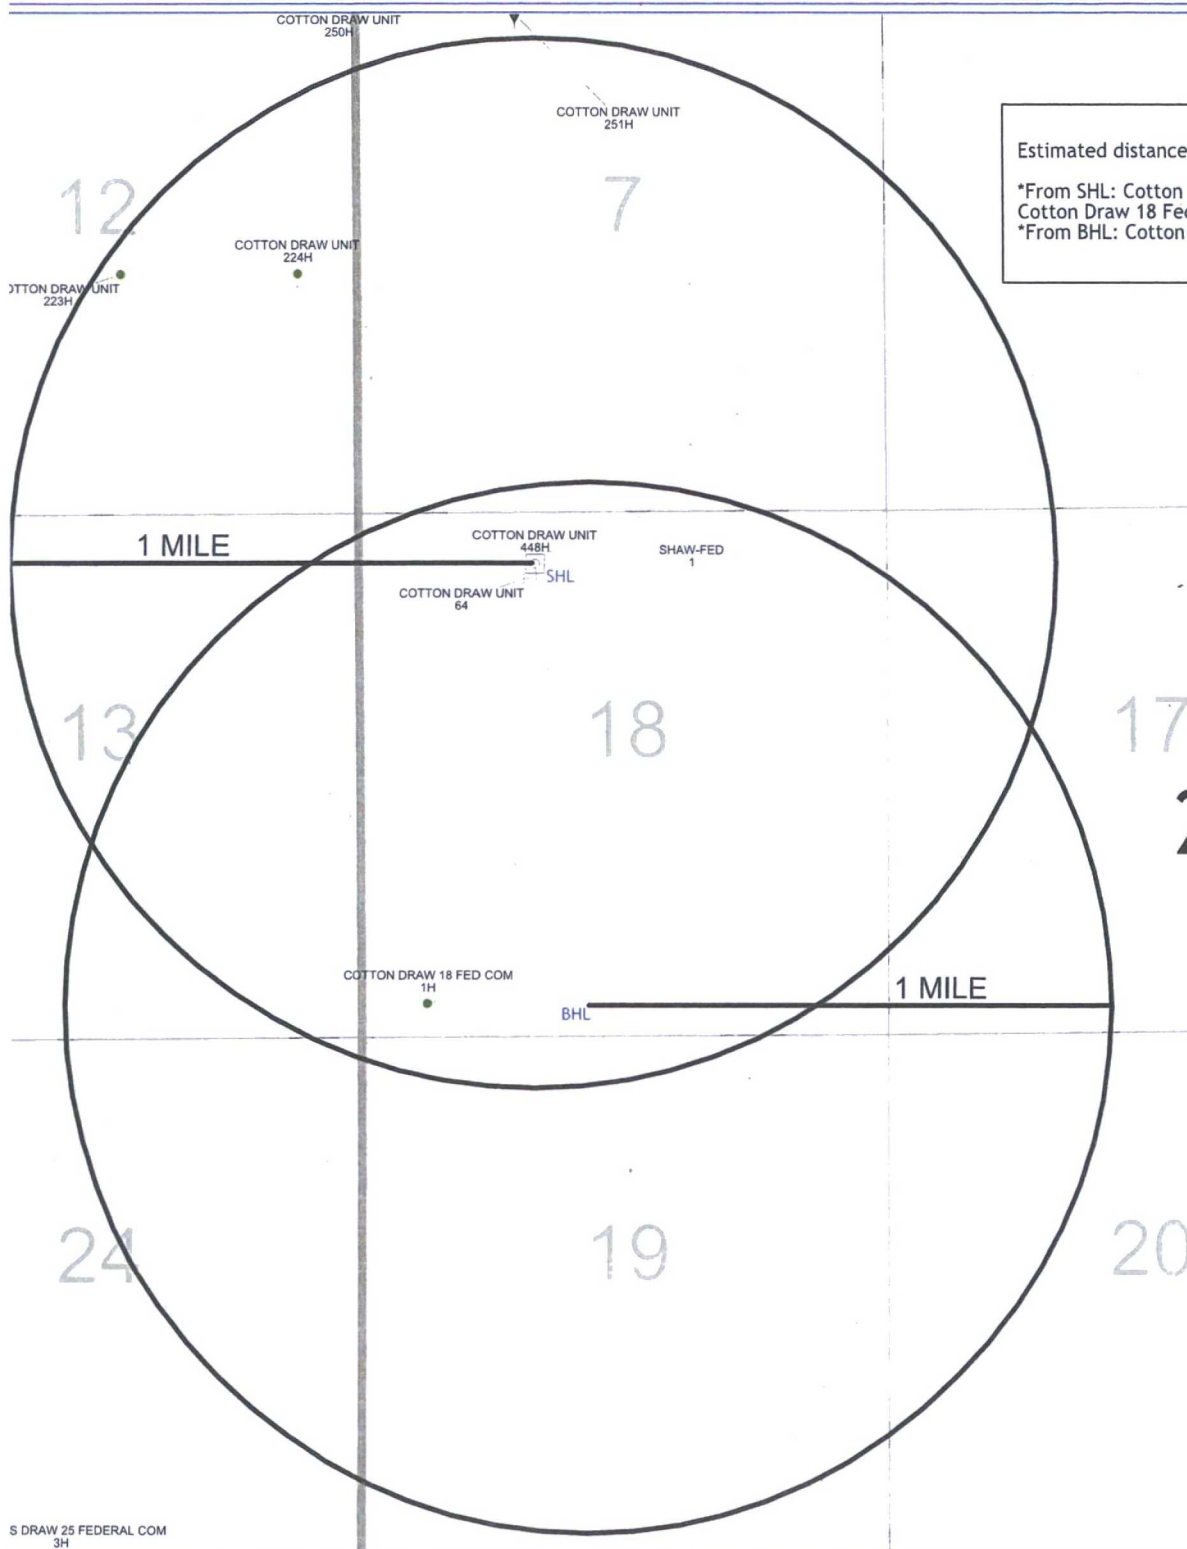 COTTON DRAW UNIT
250H
COTTON DRAW UNIT
251H
Estimated distance
*From SHL: Cotton
Cotton Draw 18 Fed
*From BHL: Cotton
12
7
COTTON DRAW UNIT
224H
OTTON DRAW UNIT
223H
1 MILE
COTTON DRAW UNIT
448H
SHL
SHAW-FED
1
COTTON DRAW UNIT
64
13
18
17
2
COTTON DRAW 18 FED COM
1H
BHL
1 MILE
24
19
20
S DRAW 25 FEDERAL COM
3H